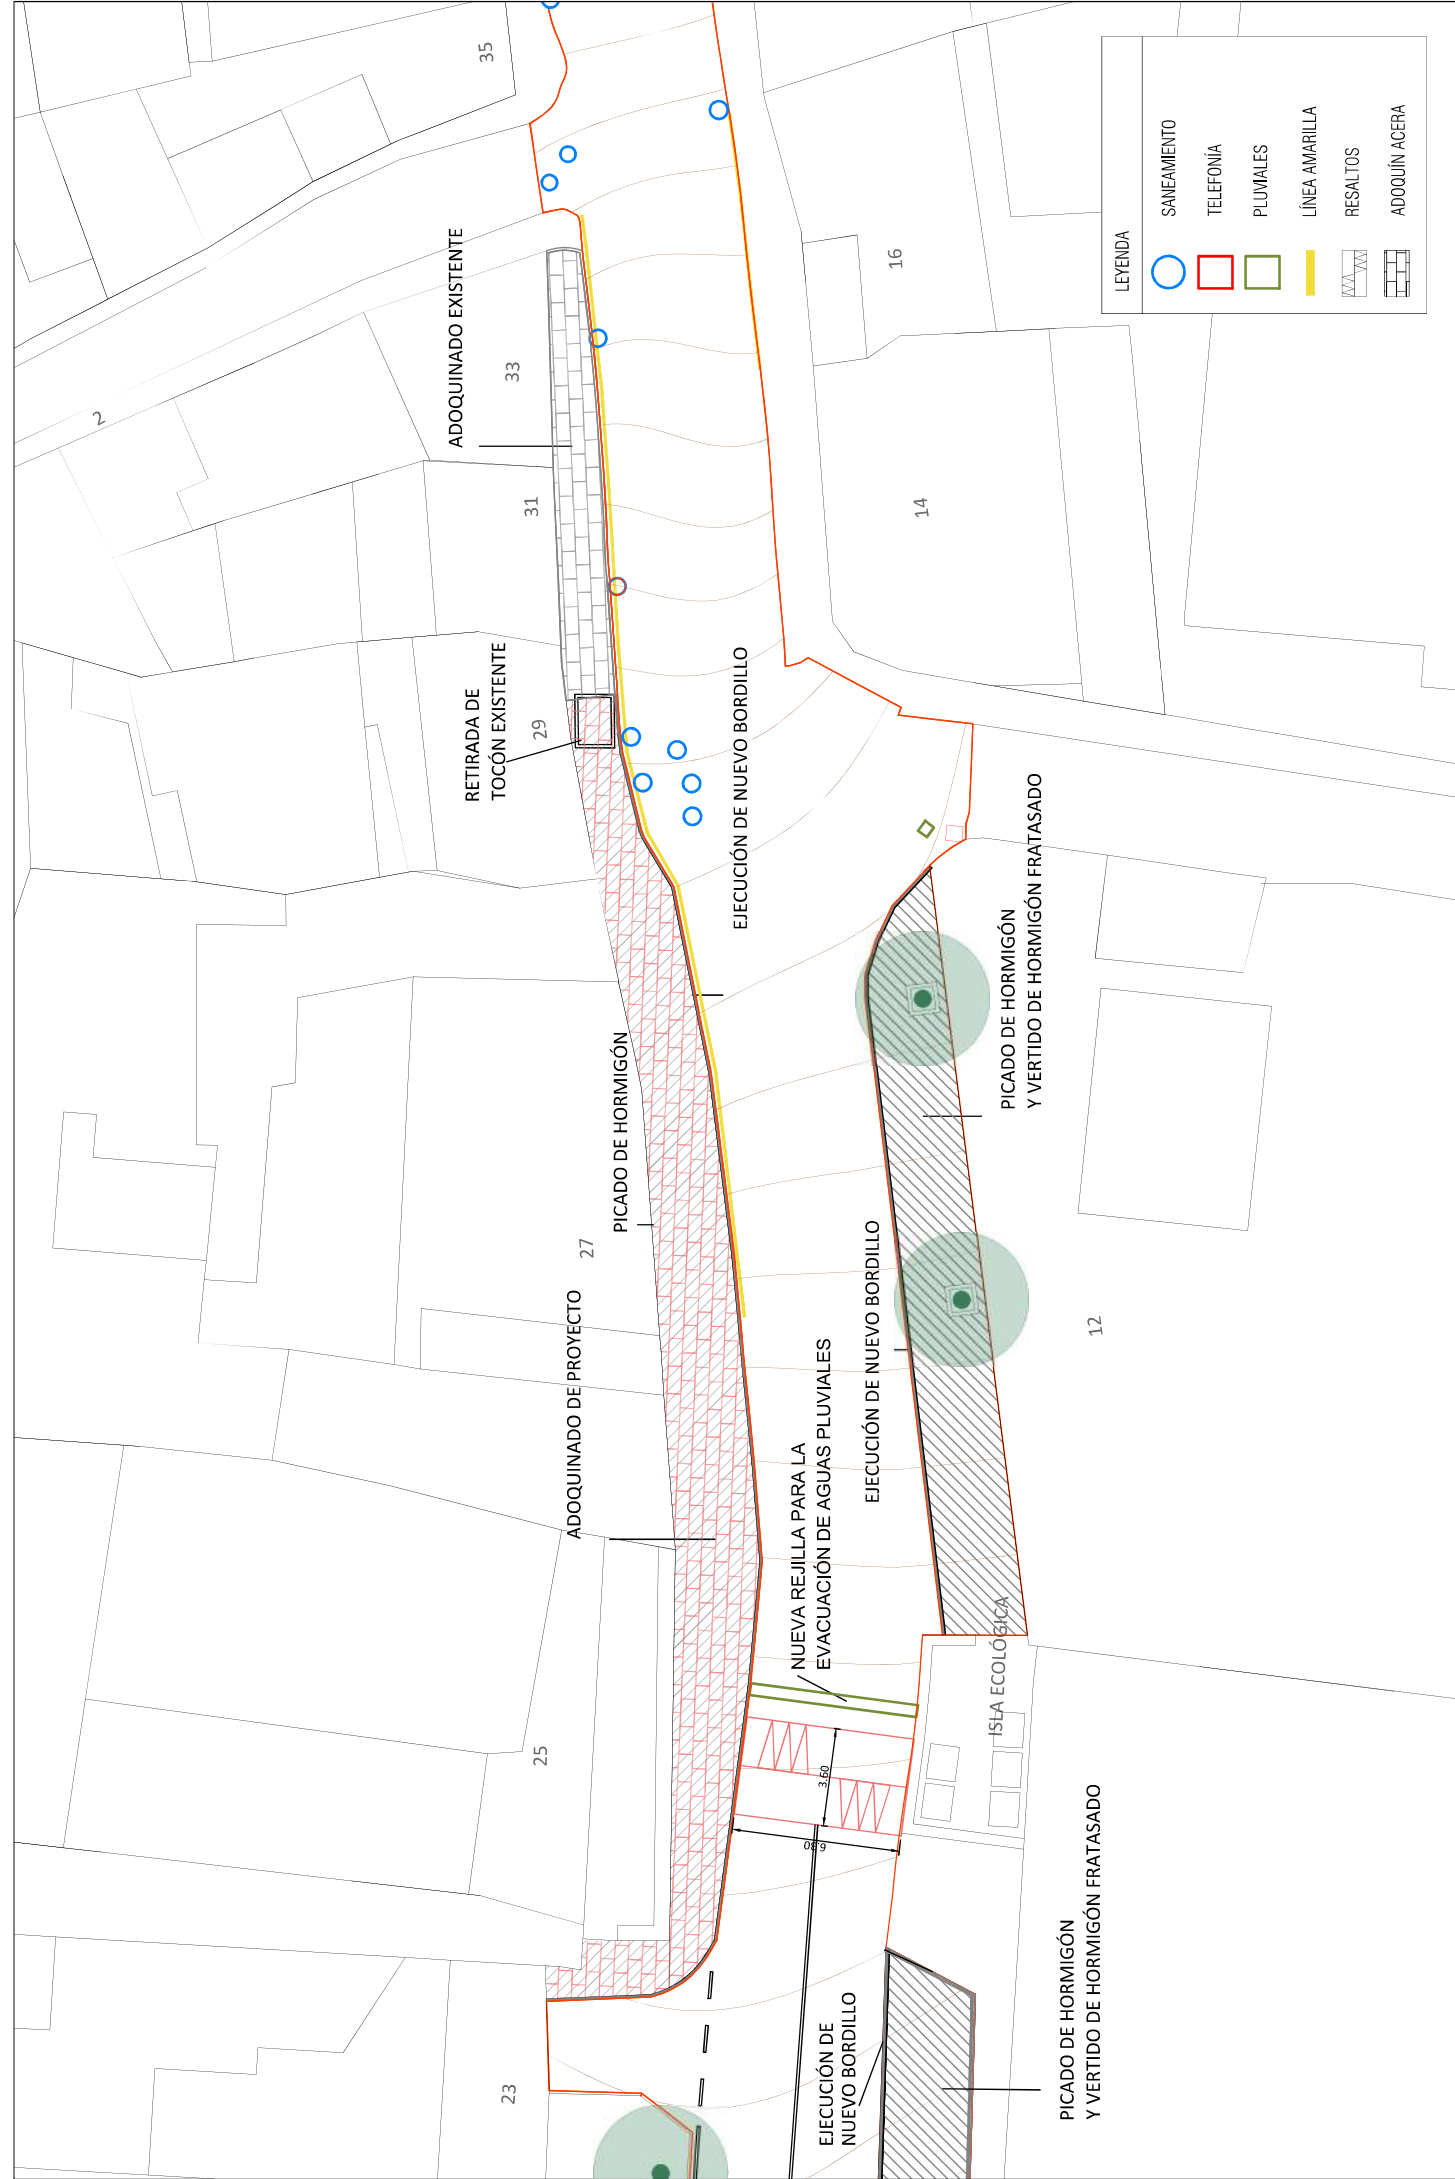 23
25
27
29
31
33
35
2
ADOQUINADO DE PROYECTO
PICADO DE HORMIGÓN
RETIRADA DE
TOCÓN EXISTENTE
ADOQUINADO EXISTENTE
EJECUCIÓN DE NUEVO BORDILLO
NUEVA REJILLA PARA LA
EVACUACIÓN DE AGUAS PLUVIALES
EJECUCIÓN DE NUEVO BORDILLO
3.60
6.80
EJECUCIÓN DE
NUEVO BORDILLO
PICADO DE HORMIGÓN
Y VERTIDO DE HORMIGÓN FRATASADO
ISLA ECOLÓGICA
PICADO DE HORMIGÓN
Y VERTIDO DE HORMIGÓN FRATASADO
12
14
16
LEYENDA
SANEAMIENTO
TELEFONÍA
PLUVIALES
LÍNEA AMARILLA
RESALTOS
ADOQUÍN ACERA